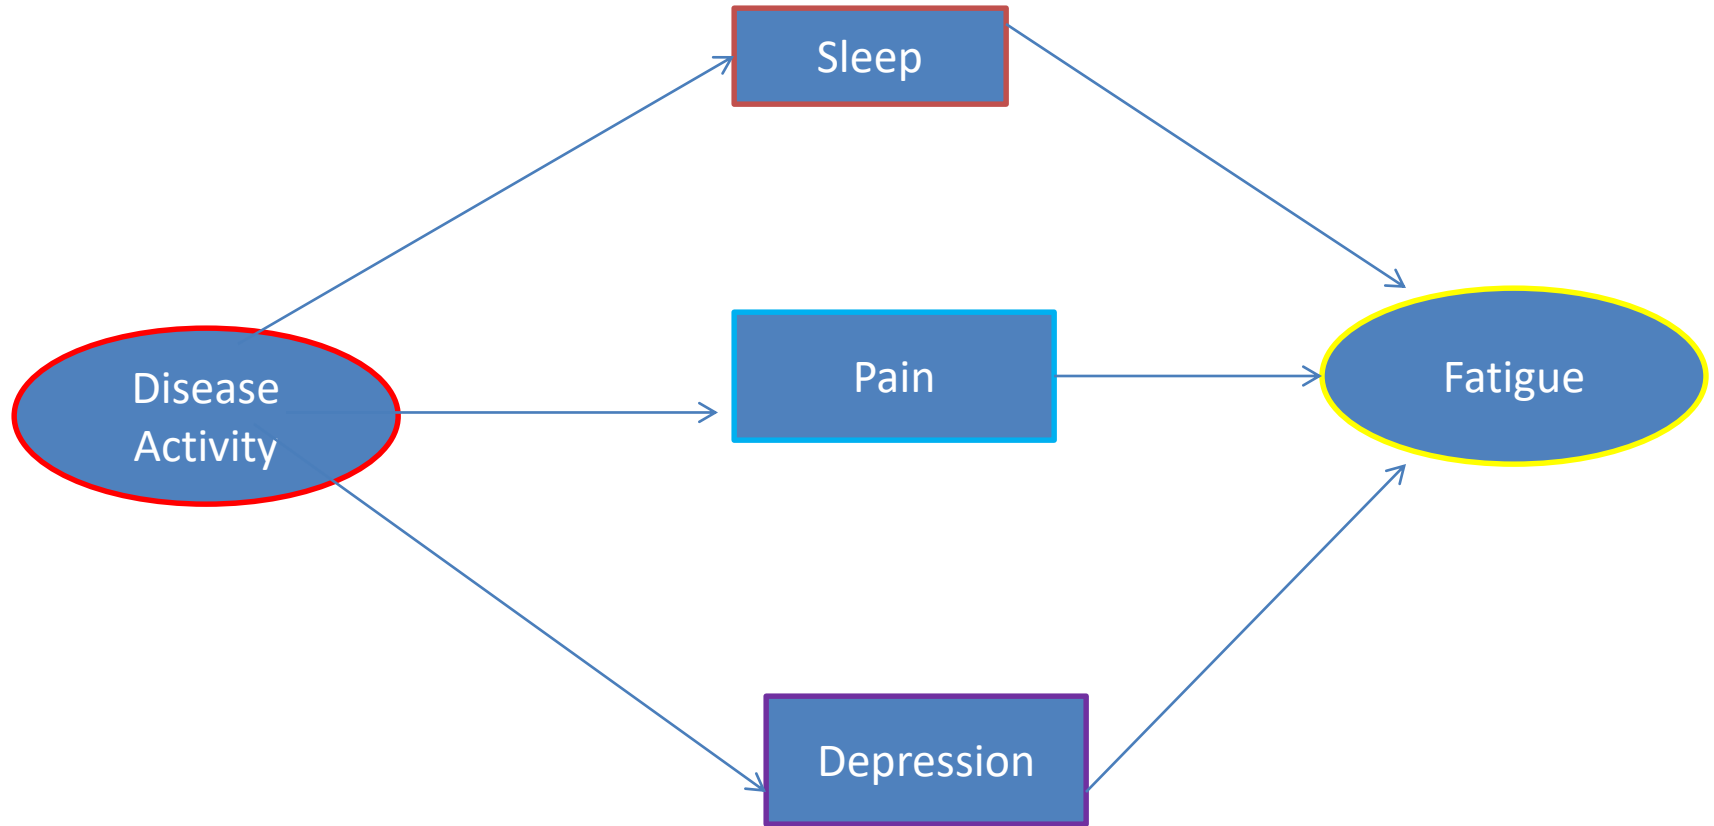 Sleep
Disease
Activity
Pain
Fatigue
Depression